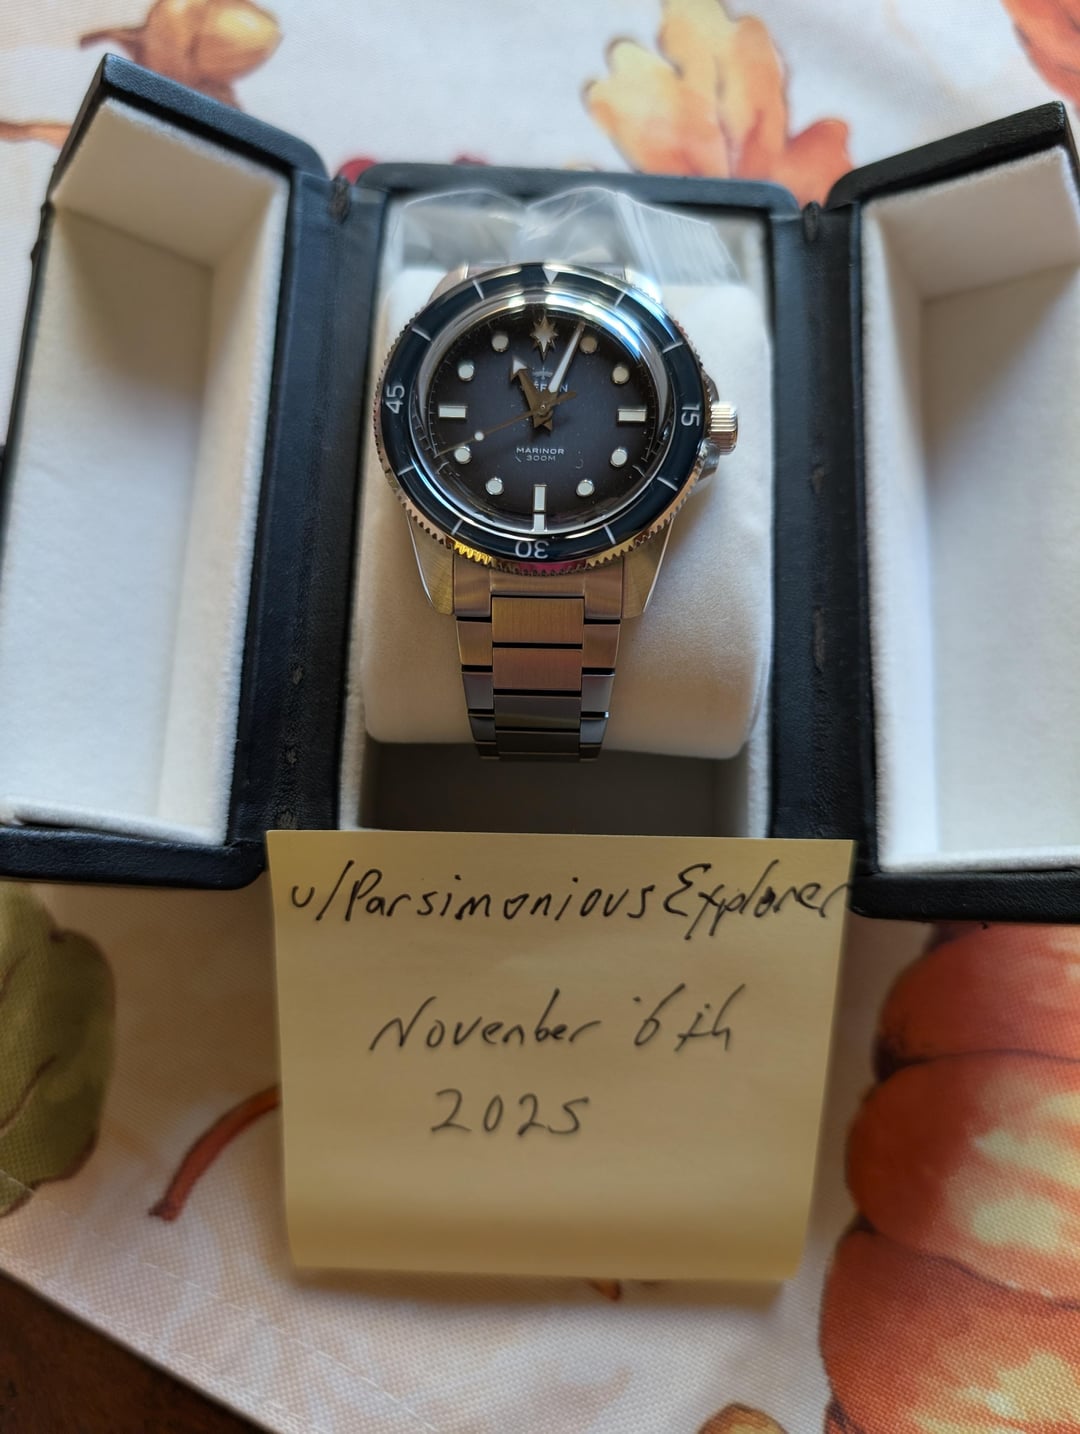 45
15
MARINOR
300M
30
u/ParsimoniousExplorer
November 6th
2025